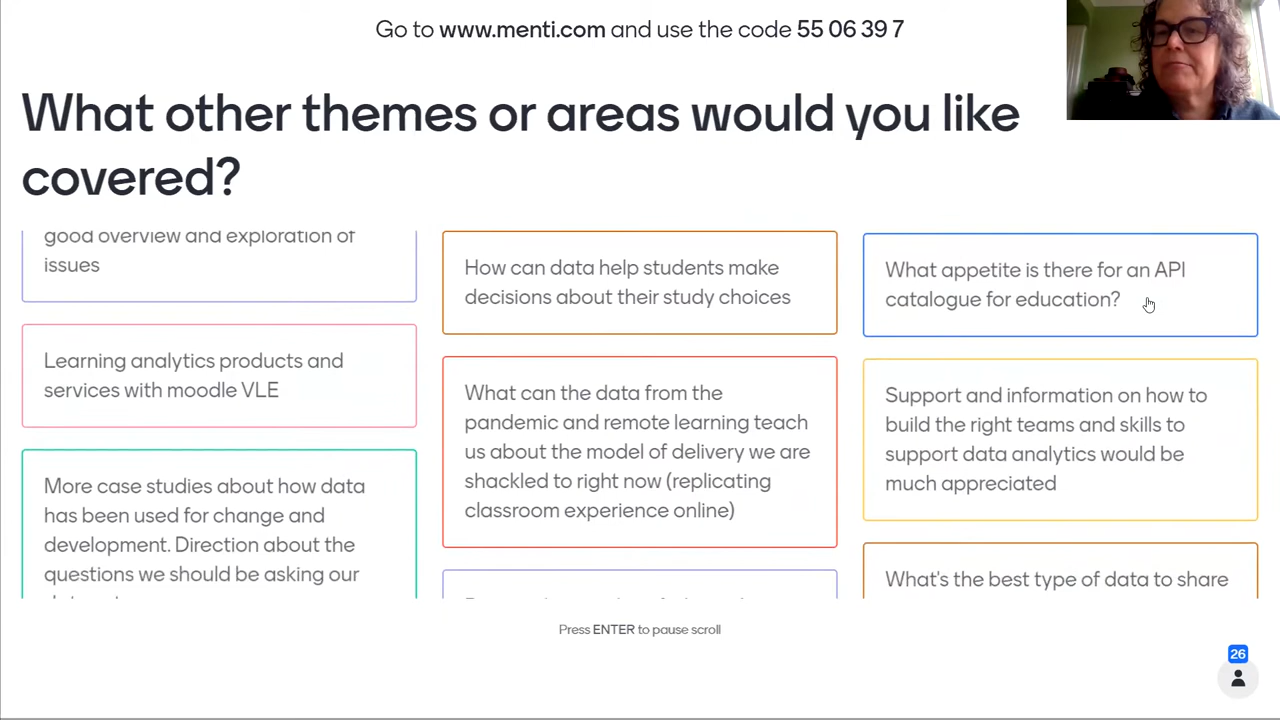 Go to www.menti.com and use the code 55 06 39 7
What other themes or areas would you like
covered?
good overview and exploration of
issues
Learning analytics products and
services with moodle VLE
More case studies about how data
has been used for change and
development. Direction about the
questions we should be asking our
How can data help students make
decisions about their study choices
What can the data from the
pandemic and remote learning teach
us about the model of delivery we are
shackled to right now (replicating
classroom experience online)
What appetite is there for an API
catalogue for education?
Support and information on how to
build the right teams and skills to
support data analytics would be
much appreciated
What's the best type of data to share
Press ENTER to pause scroll
26